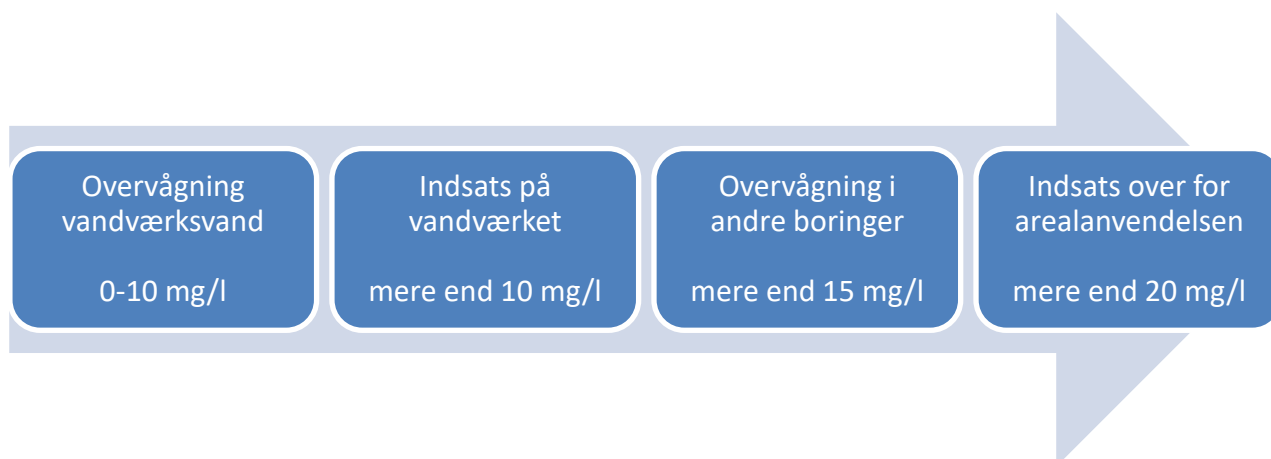 Overvågning
vandværksvand
0-10 mg/l
Indsats på
vandværket
mere end 10 mg/l
Overvågning i
andre boringer
mere end 15 mg/l
Indsats over for
arealanvendelsen
mere end 20 mg/l